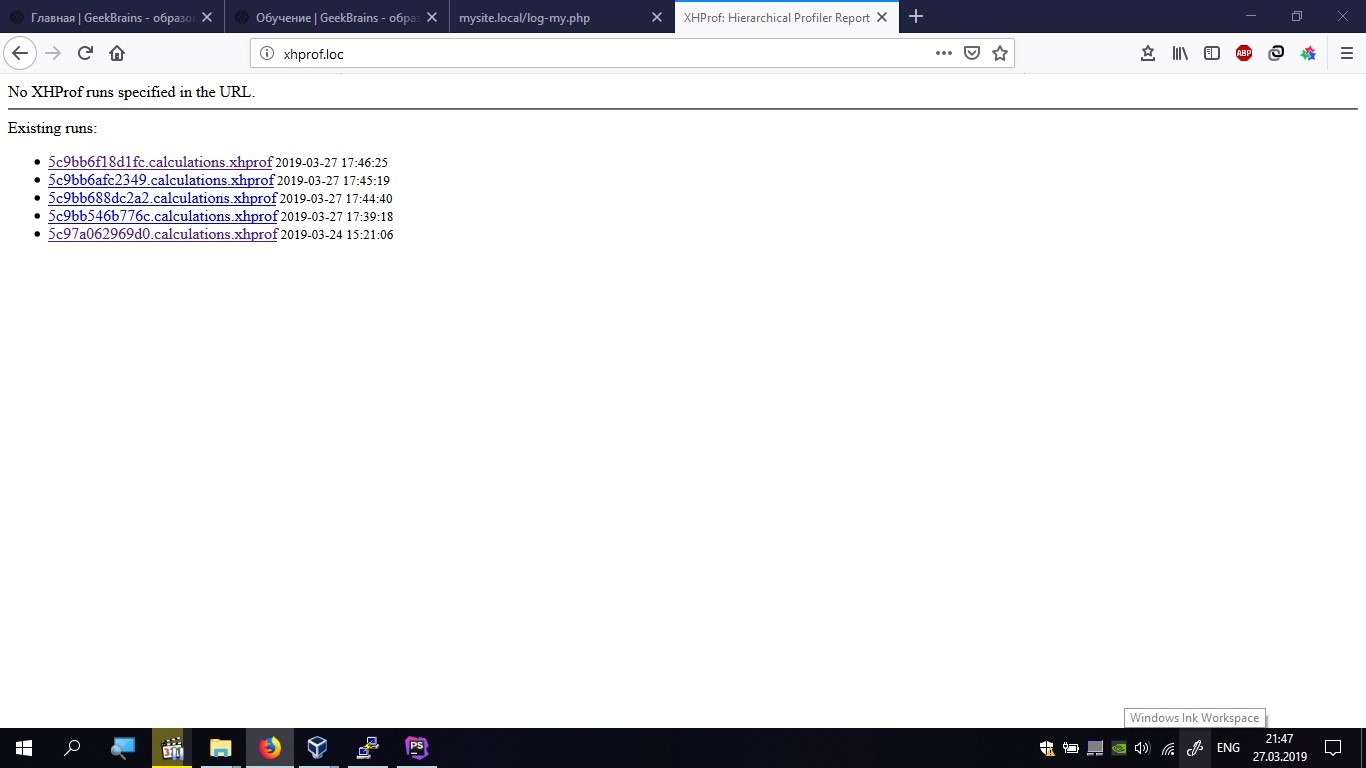 Главная | GeekBrains - образо
Обучение | GeekBrains - обра
mysite.local/log-my.php
XHProf: Hierarchical Profiler Report
xhprof.loc
ABP
No XHProf runs specified in the URL.
Existing runs:
5c9bb6f18d1fc.calculations.xhprof 2019-03-27 17:46:25
5c9bb6afc2349.calculations.xhprof 2019-03-27 17:45:19
5c9bb688dc2a2.calculations.xhprof 2019-03-27 17:44:40
5c9bb546b776c.calculations.xhprof 2019-03-27 17:39:18
5c97a062969d0.calculations.xhprof 2019-03-24 15:21:06
Windows Ink Workspace
PS
ENG
21:47
27.03.2019